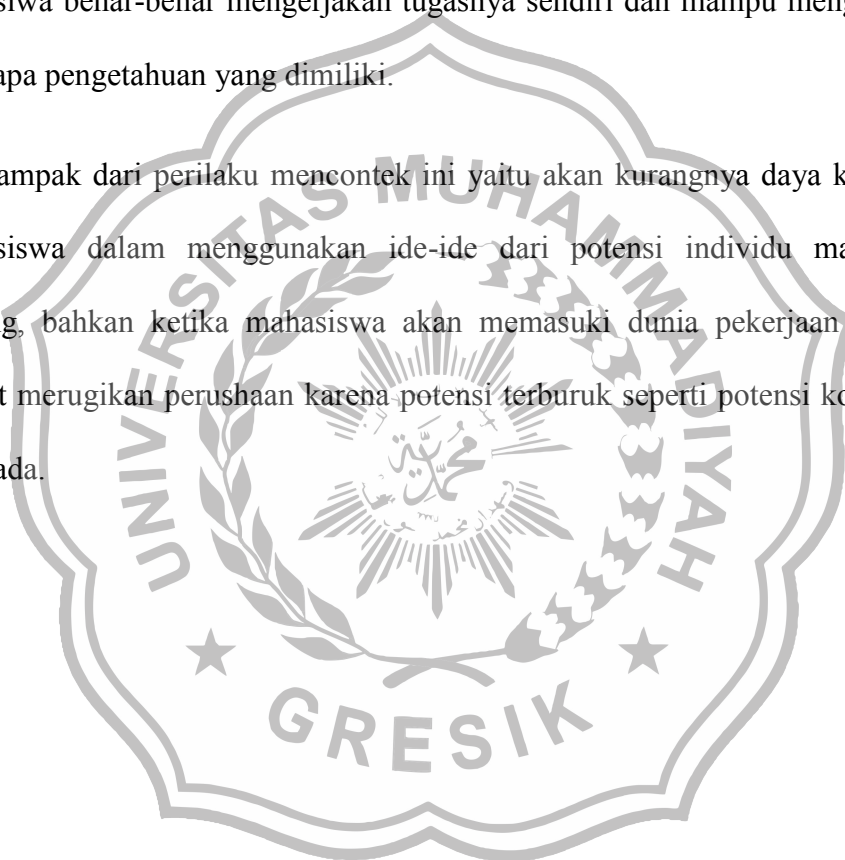 siwa benar-benar mengerjakan tugasnya sendiri dan mampu meng
apa pengetahuan yang dimiliki.
ampak dari perilaku mencontek ini yaitu akan kurangnya daya k
siswa dalam menggunakan ide-ide dari potensi individu ma
g, bahkan ketika mahasiswa akan memasuki dunia pekerjaan
t merugikan perushaan karena potensi terburuk seperti potensi ko
ada.
UNIVERSITAS MUHAMMADIYAH
GRESIK